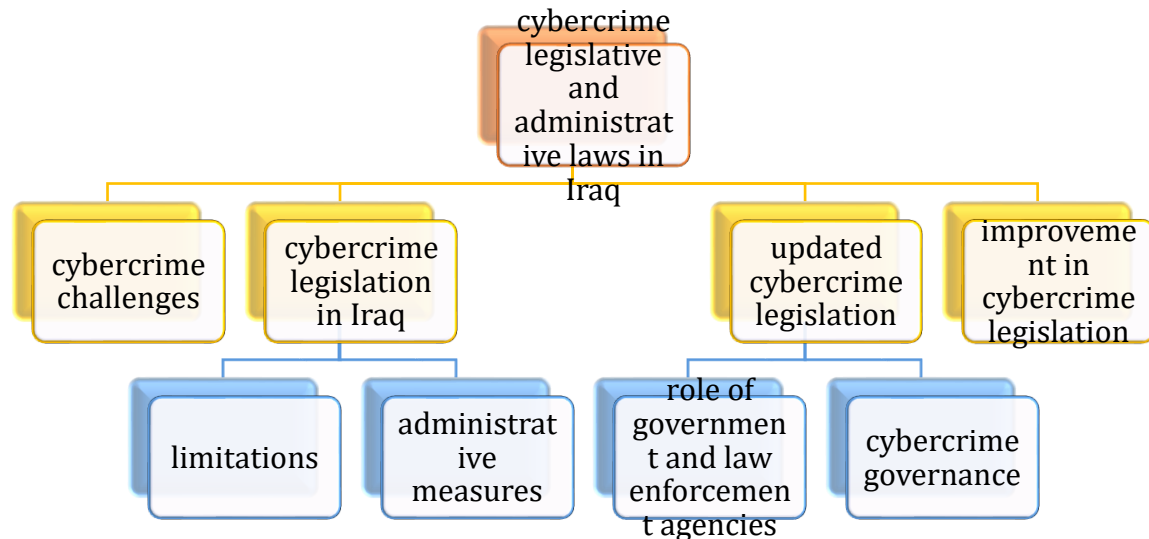 cybercrime
legislative
and
administrat
ive laws in
Iraq
cybercrime
challenges
cybercrime
legislation
in Iraq
updated
cybercrime
legislation
improveme
nt in
cybercrime
legislation
limitations
administrat
ive
measures
role of
governmen
t and law
enforcemen
t agencies
cybercrime
governance